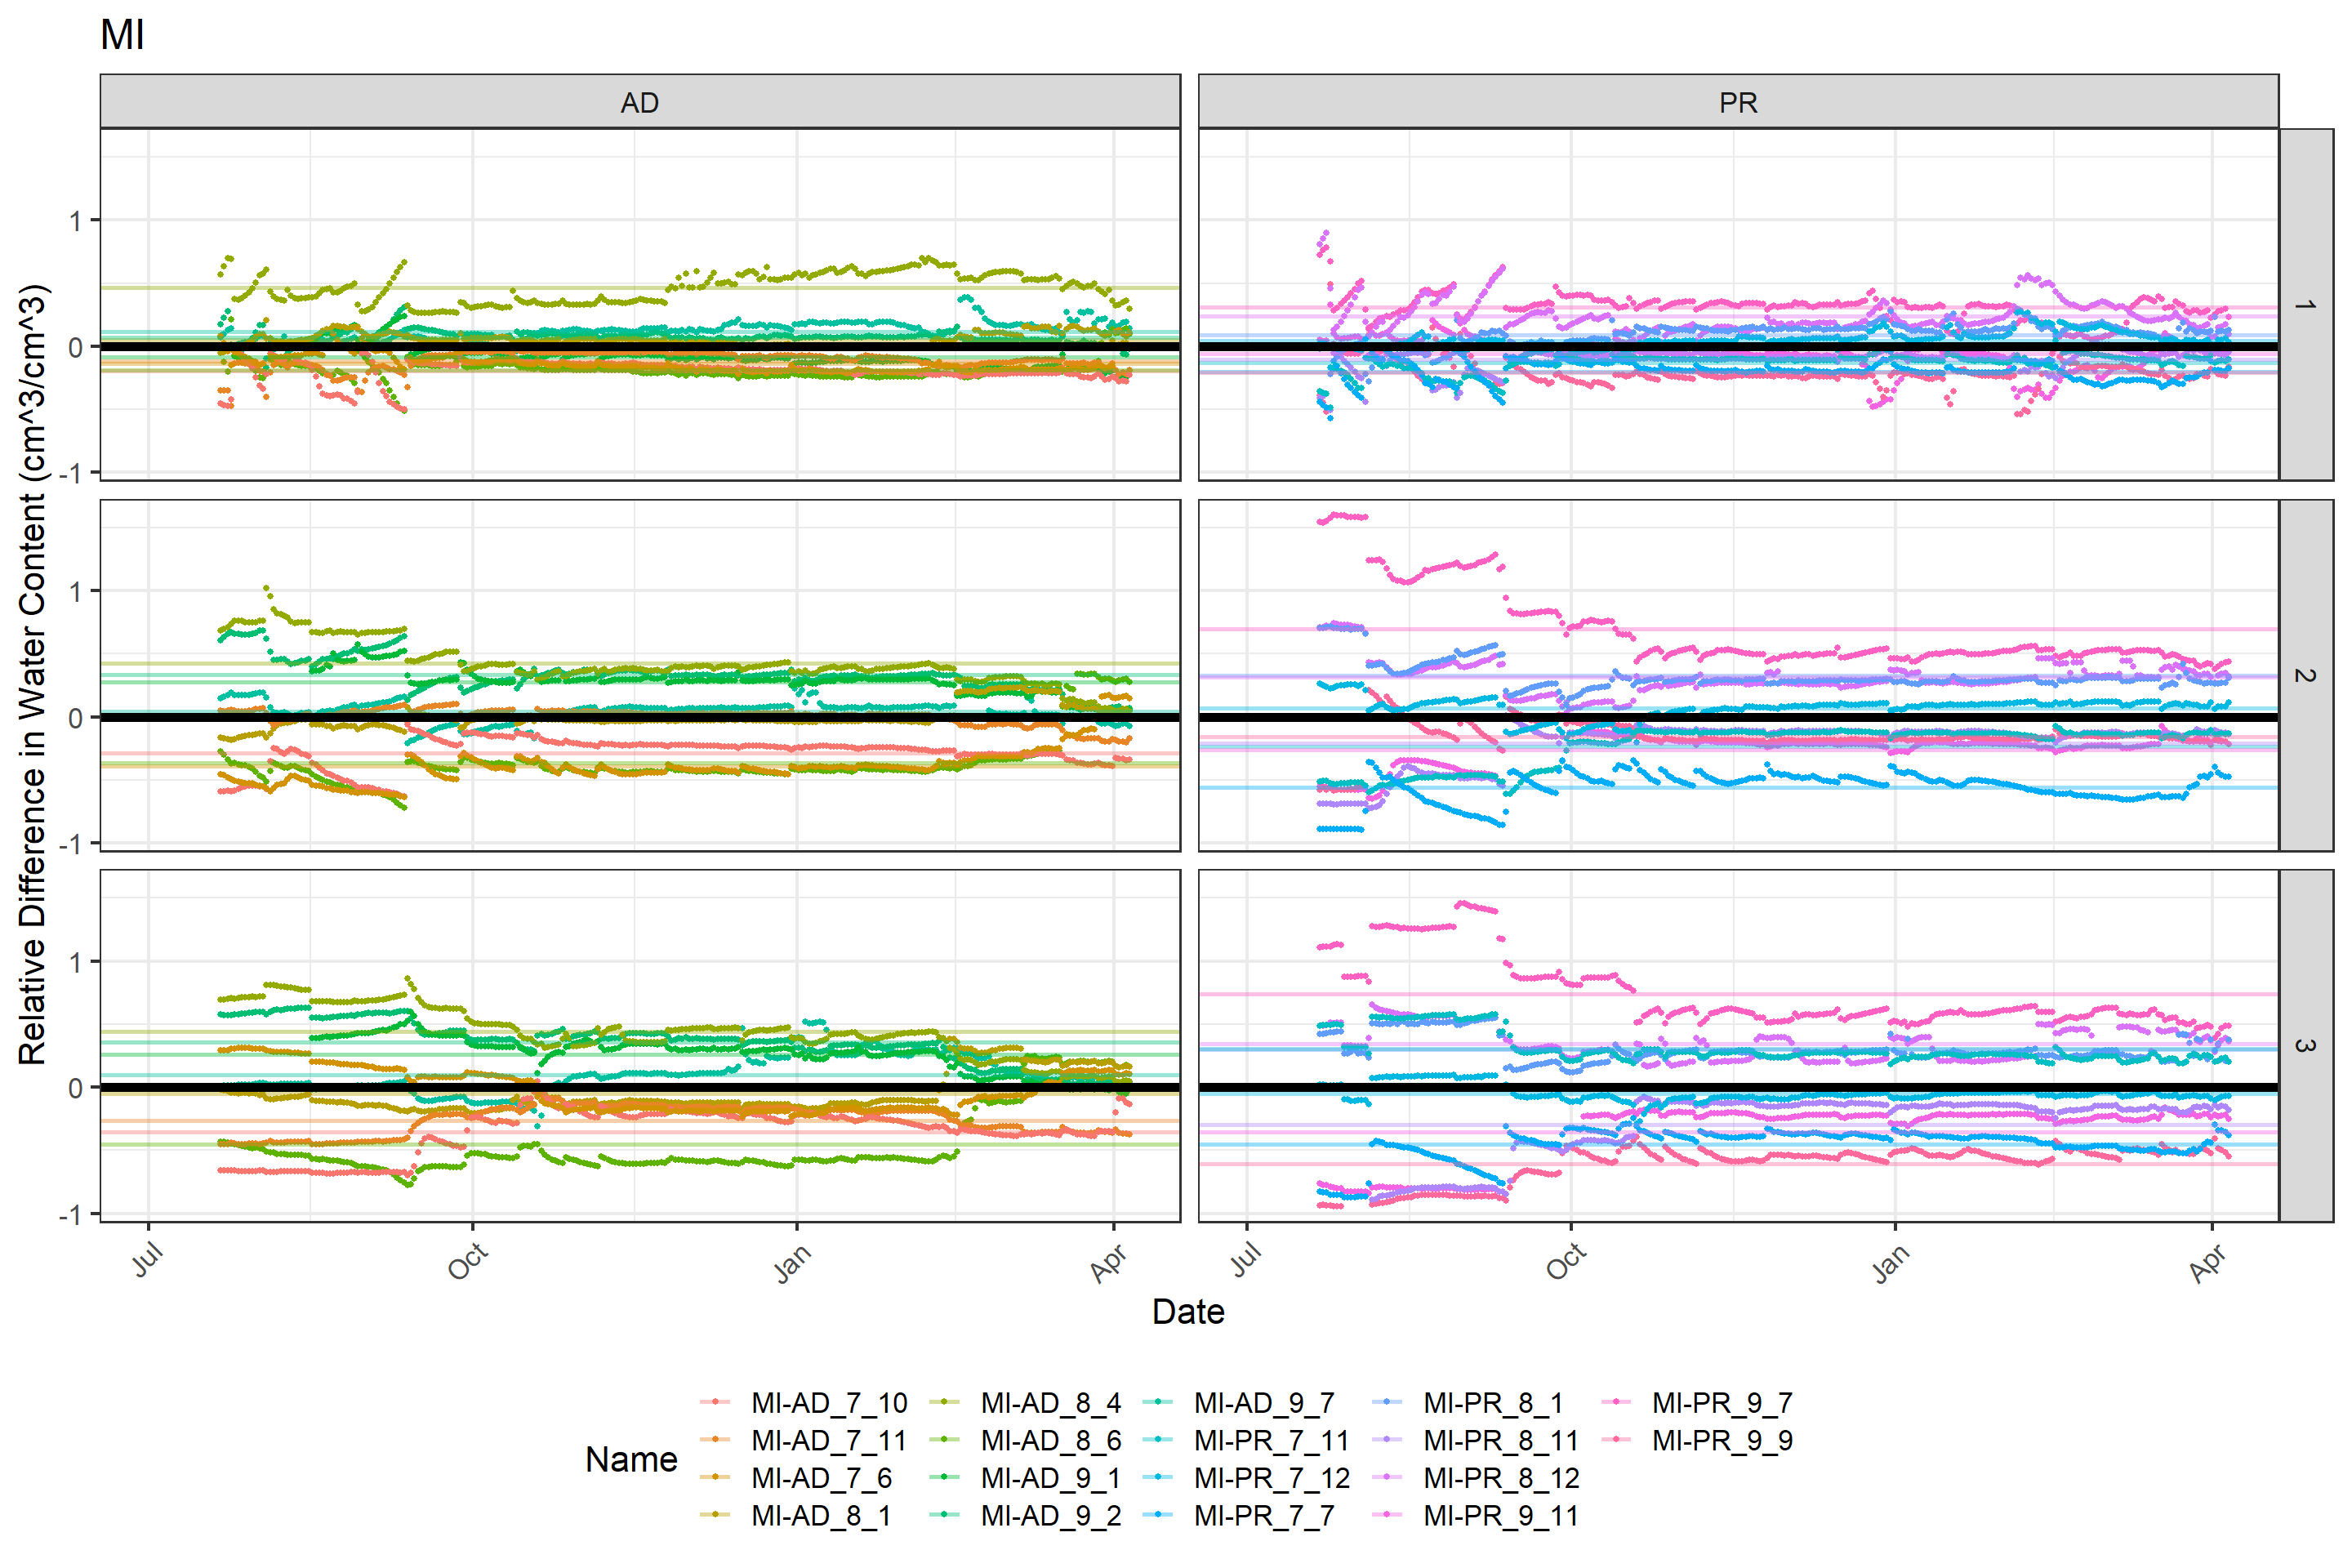 MI
AD
PR
Relative Difference in Water Content (cm^3/cm^3)
1
0
-1
1
1
0
-1
2
1
0
-1
3
Jul
Oct
Jan
Apr
Jul
Oct
Jan
Apr
Date
Name
MI-AD_7_10
MI-AD_7_11
MI-AD_7_6
MI-AD_8_1
MI-AD_8_4
MI-AD_8_6
MI-AD_9_1
MI-AD_9_2
MI-AD_9_7
MI-PR_7_11
MI-PR_7_12
MI-PR_7_7
MI-PR_8_1
MI-PR_8_11
MI-PR_8_12
MI-PR_9_11
MI-PR_9_7
MI-PR_9_9